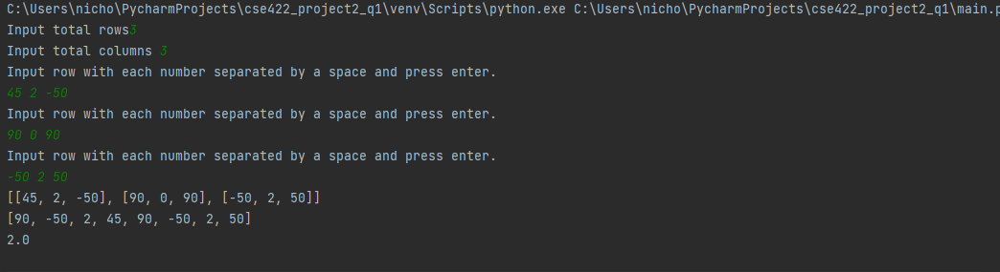 C:\Users\nicho\PycharmProjects\cse422_project2_q1\venv\Scripts\python.exe C:\Users\nicho\PycharmProjects\cse422_project2_q1\main.p
Input total rows3
Input total columns 3
Input row with each number separated by a space and press enter.
45 2 -50
Input row with each number separated by a space and press enter.
90 0 90
Input row with each number separated by a space and press enter.
-50 2 50
[[45, 2, -50], [90, 0, 90], [-50, 2, 50]]
[90, -50, 2, 45, 90, -50, 2, 50]
2.0